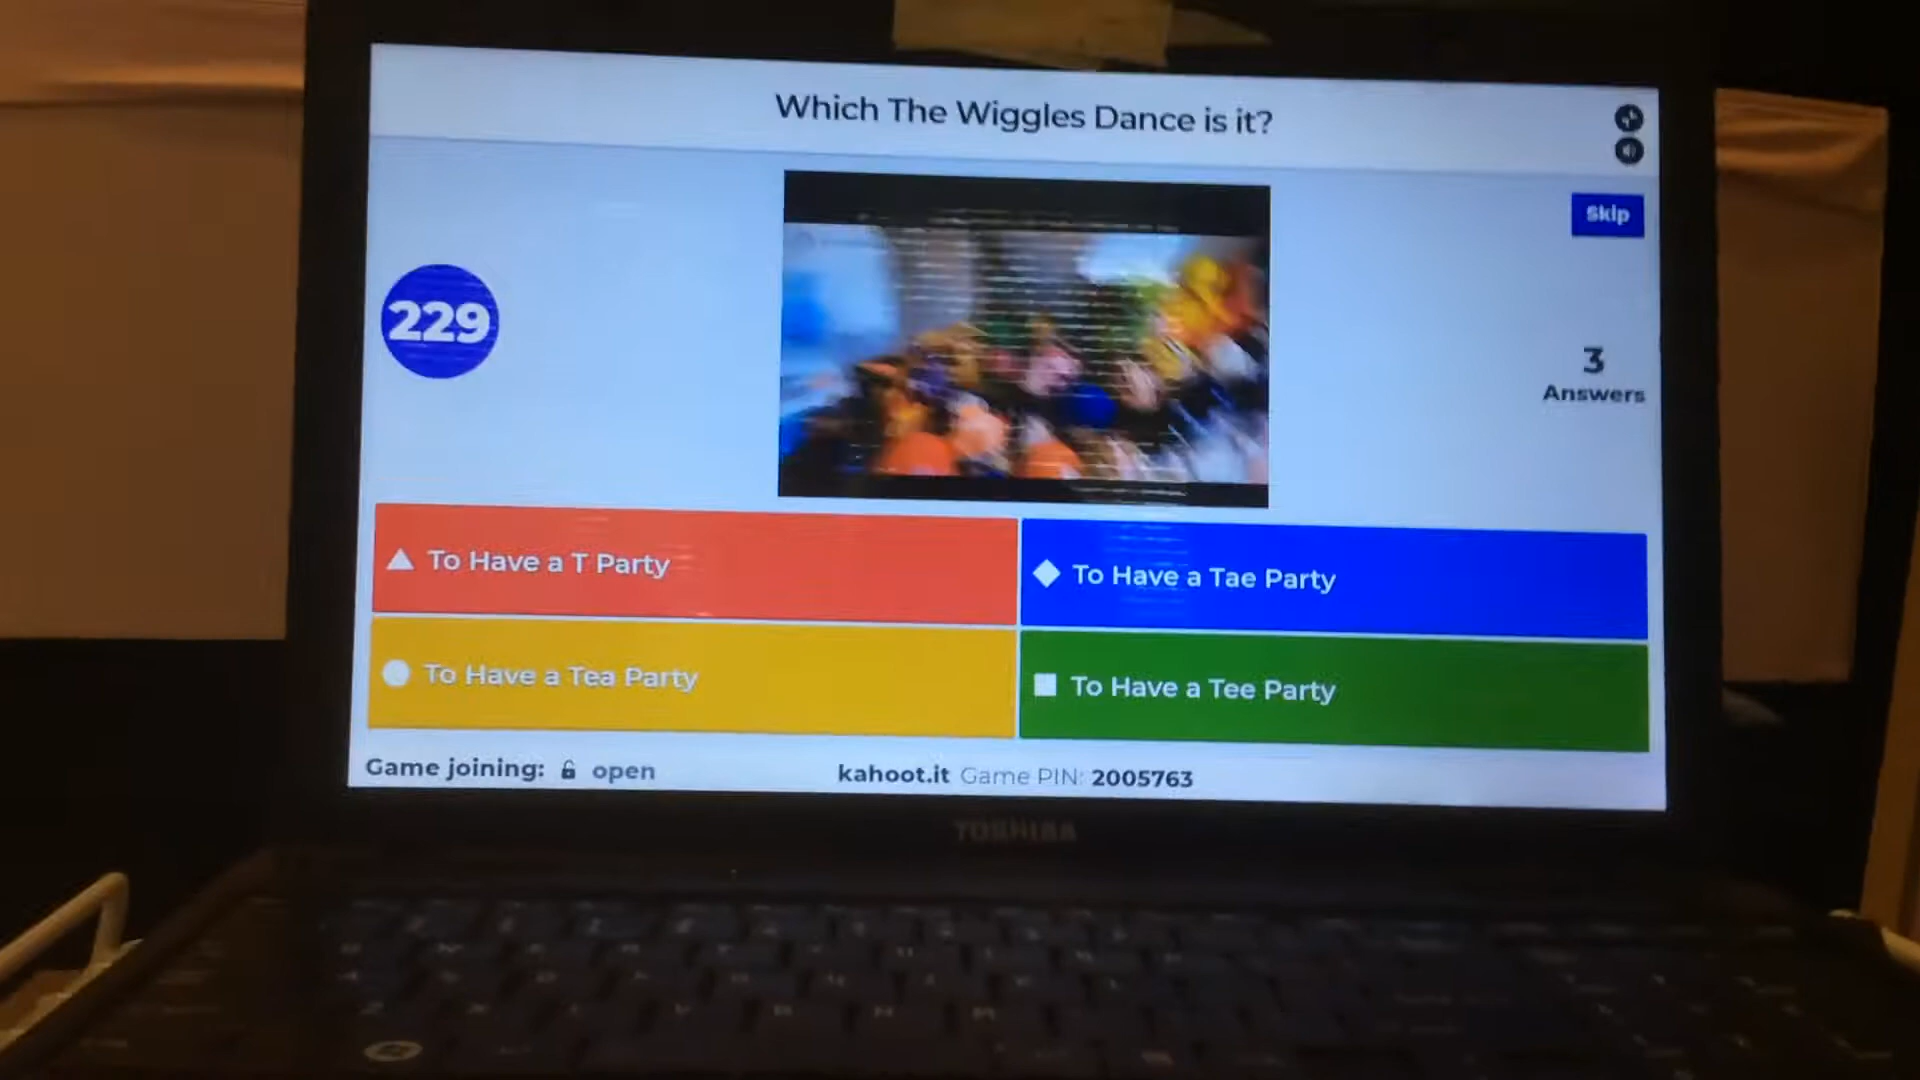 Which The Wiggles Dance is it?
Skip
229
3
Answers
To Have a T Party
To Have a Tae Party
To Have a Tea Party
To Have a Tee Party
Game joining: open
kahoot.it Game PIN: 2005763
TOSHIBA